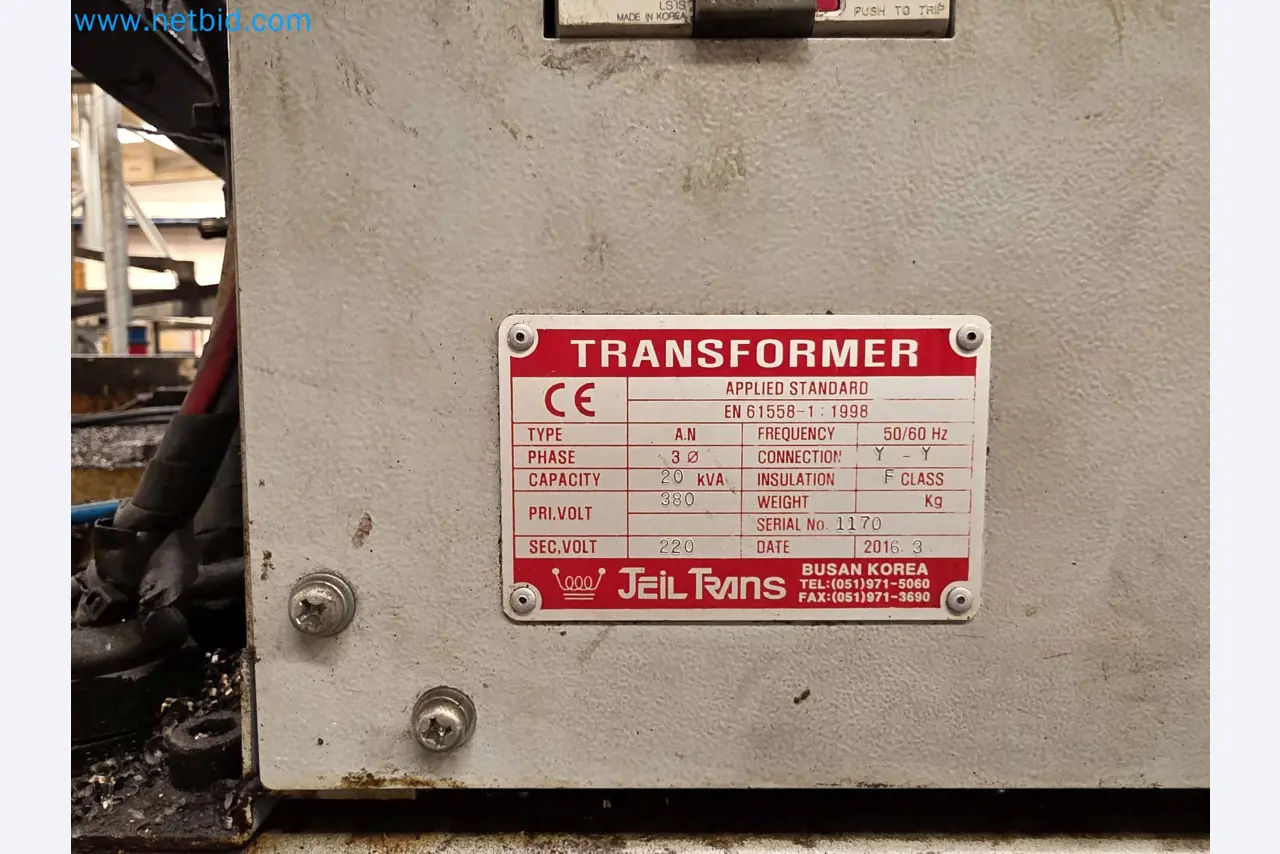 www.netbid.com
LSIS
MADE IN KOREA
PUSH TO TRIP
TRANSFORMER
CE
APPLIED STANDARD
EN 61558-1 : 1998
TYPE A.N FREQUENCY 50/60 Hz
PHASE 3 Ø CONNECTION Y - Y
CAPACITY 20 kVA INSULATION F CLASS
PRI.VOLT 380 WEIGHT Kg
SERIAL No. 1170
SEC.VOLT 220 DATE 2016. 3
JEIL TRANS
BUSAN KOREA
TEL:(051)971-5060
FAX:(051)971-3690